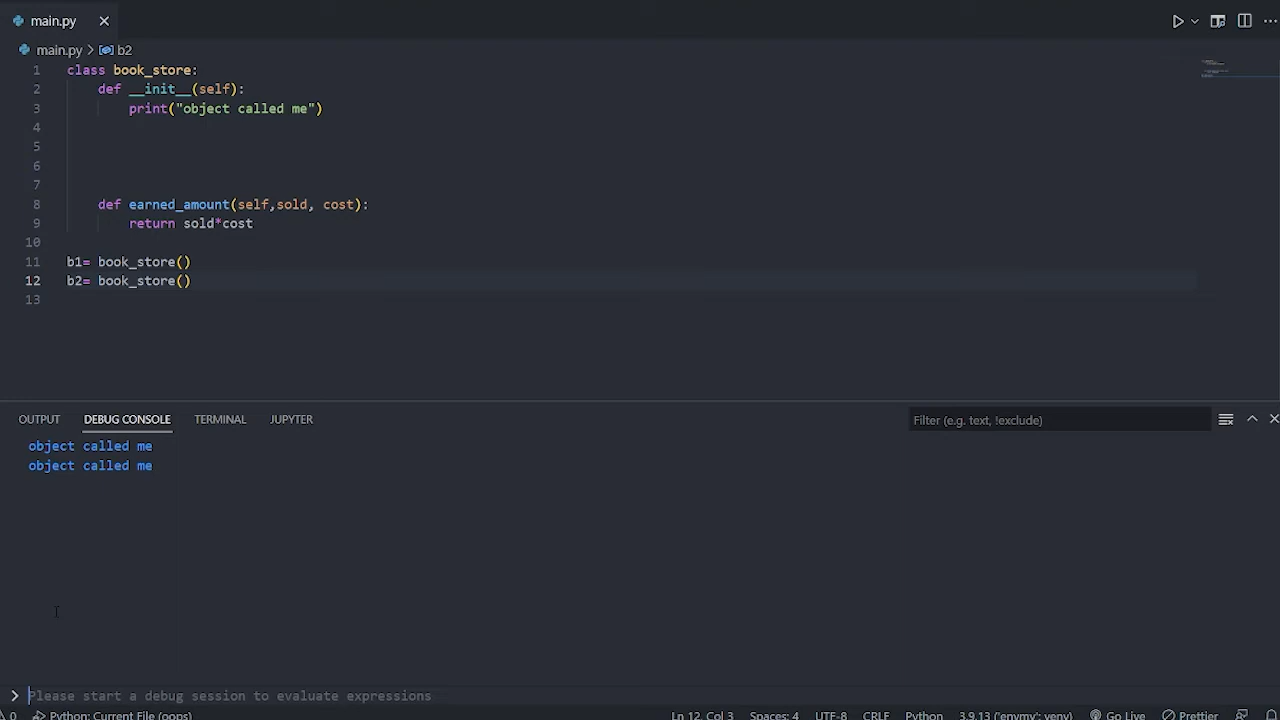 main.py
main.py > b2
1 class book_store:
2 def __init__(self):
3 print("object called me")
4
5
6
7
8 def earned_amount(self,sold, cost):
9 return sold*cost
10
11 b1= book_store()
12 b2= book_store()
13
OUTPUT DEBUG CONSOLE TERMINAL JUPYTER Filter (e.g. text, !exclude)
object called me
object called me
> Please start a debug session to evaluate expressions
0 Python: Current File (oops) Ln 12, Col 3 Spaces: 4 UTF-8 CRLF Python 3.9.13 ('envmy': venv) Go Live Prettier